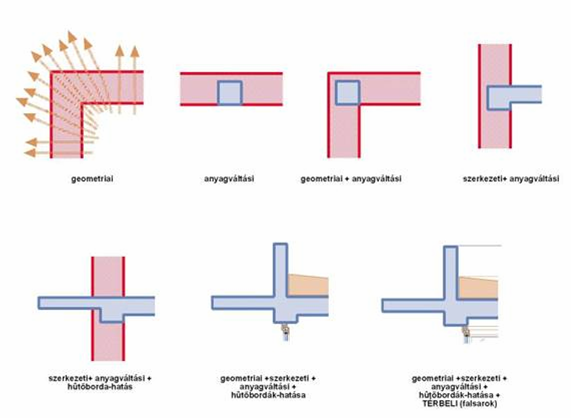 geometriai
anyagváltási
geometriai + anyagváltási
szerkezeti+ anyagváltási
szerkezeti+ anyagváltási +
hűtőborda-hatás
geometriai +szerkezeti +
anyagváltási +
hűtőbordák-hatása
geometriai +szerkezeti +
anyagváltási +
hűtőbordák-hatása +
TÉRBELI (falsarok)